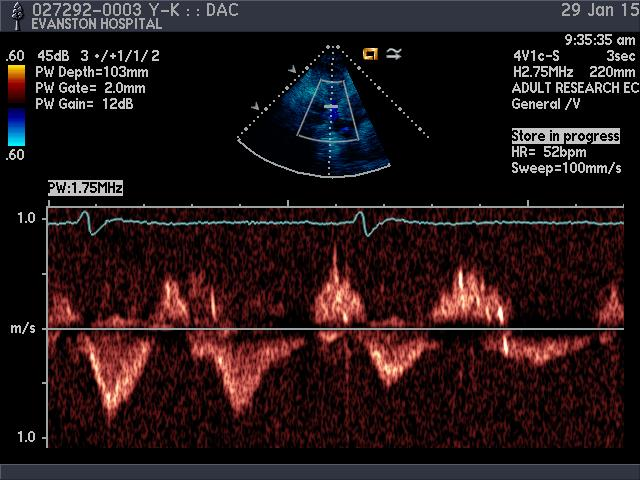 027292-0003 Y-K :: DAC
29 Jan 15
EVANSTON HOSPITAL
9:35:35 am
.60
45dB 3 •/+1/1/2
PW Depth=103mm
PW Gate= 2.0mm
PW Gain= 12dB
.60
4V1c-S 3sec
H2.75MHz 220mm
ADULT RESEARCH EC
General /V
Store in progress
HR= 52bpm
Sweep=100mm/s
PW:1.75MHz
1.0
m/s
1.0